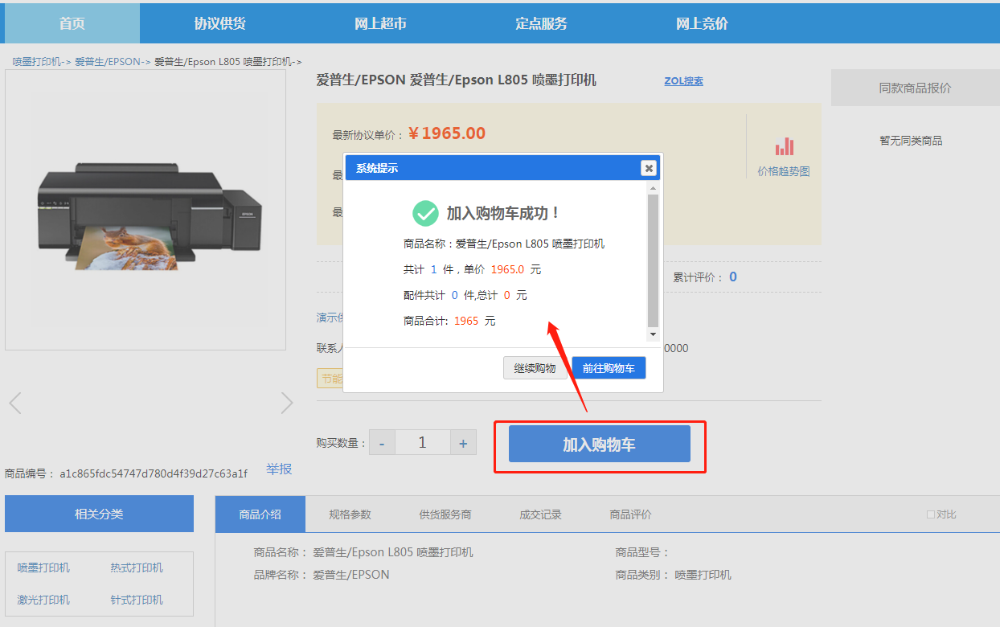 首页 协议供货 网上超市 定点服务 网上竞价
喷墨打印机-> 爱普生/EPSON-> 爱普生/Epson L805 喷墨打印机->
爱普生/EPSON 爱普生/Epson L805 喷墨打印机 ZOL搜索
同款商品报价
暂无同类商品
最新协议单价： ￥1965.00
最
最
价格趋势图
系统提示
加入购物车成功！
商品名称：爱普生/Epson L805 喷墨打印机
共计 1 件，单价 1965.0 元
配件共计 0 件,总计 0 元
商品合计: 1965 元
继续购物 前往购物车
累计评价： 0
演示
联系
0000
节能
购买数量： - 1 + 加入购物车
商品编号： a1c865fdc54747d780d4f39d27c63a1f 举报
相关分类
喷墨打印机 热式打印机
激光打印机 针式打印机
商品介绍 规格参数 供货服务商 成交记录 商品评价 对比
商品名称： 爱普生/Epson L805 喷墨打印机 商品型号：
品牌名称： 爱普生/EPSON 商品类别： 喷墨打印机